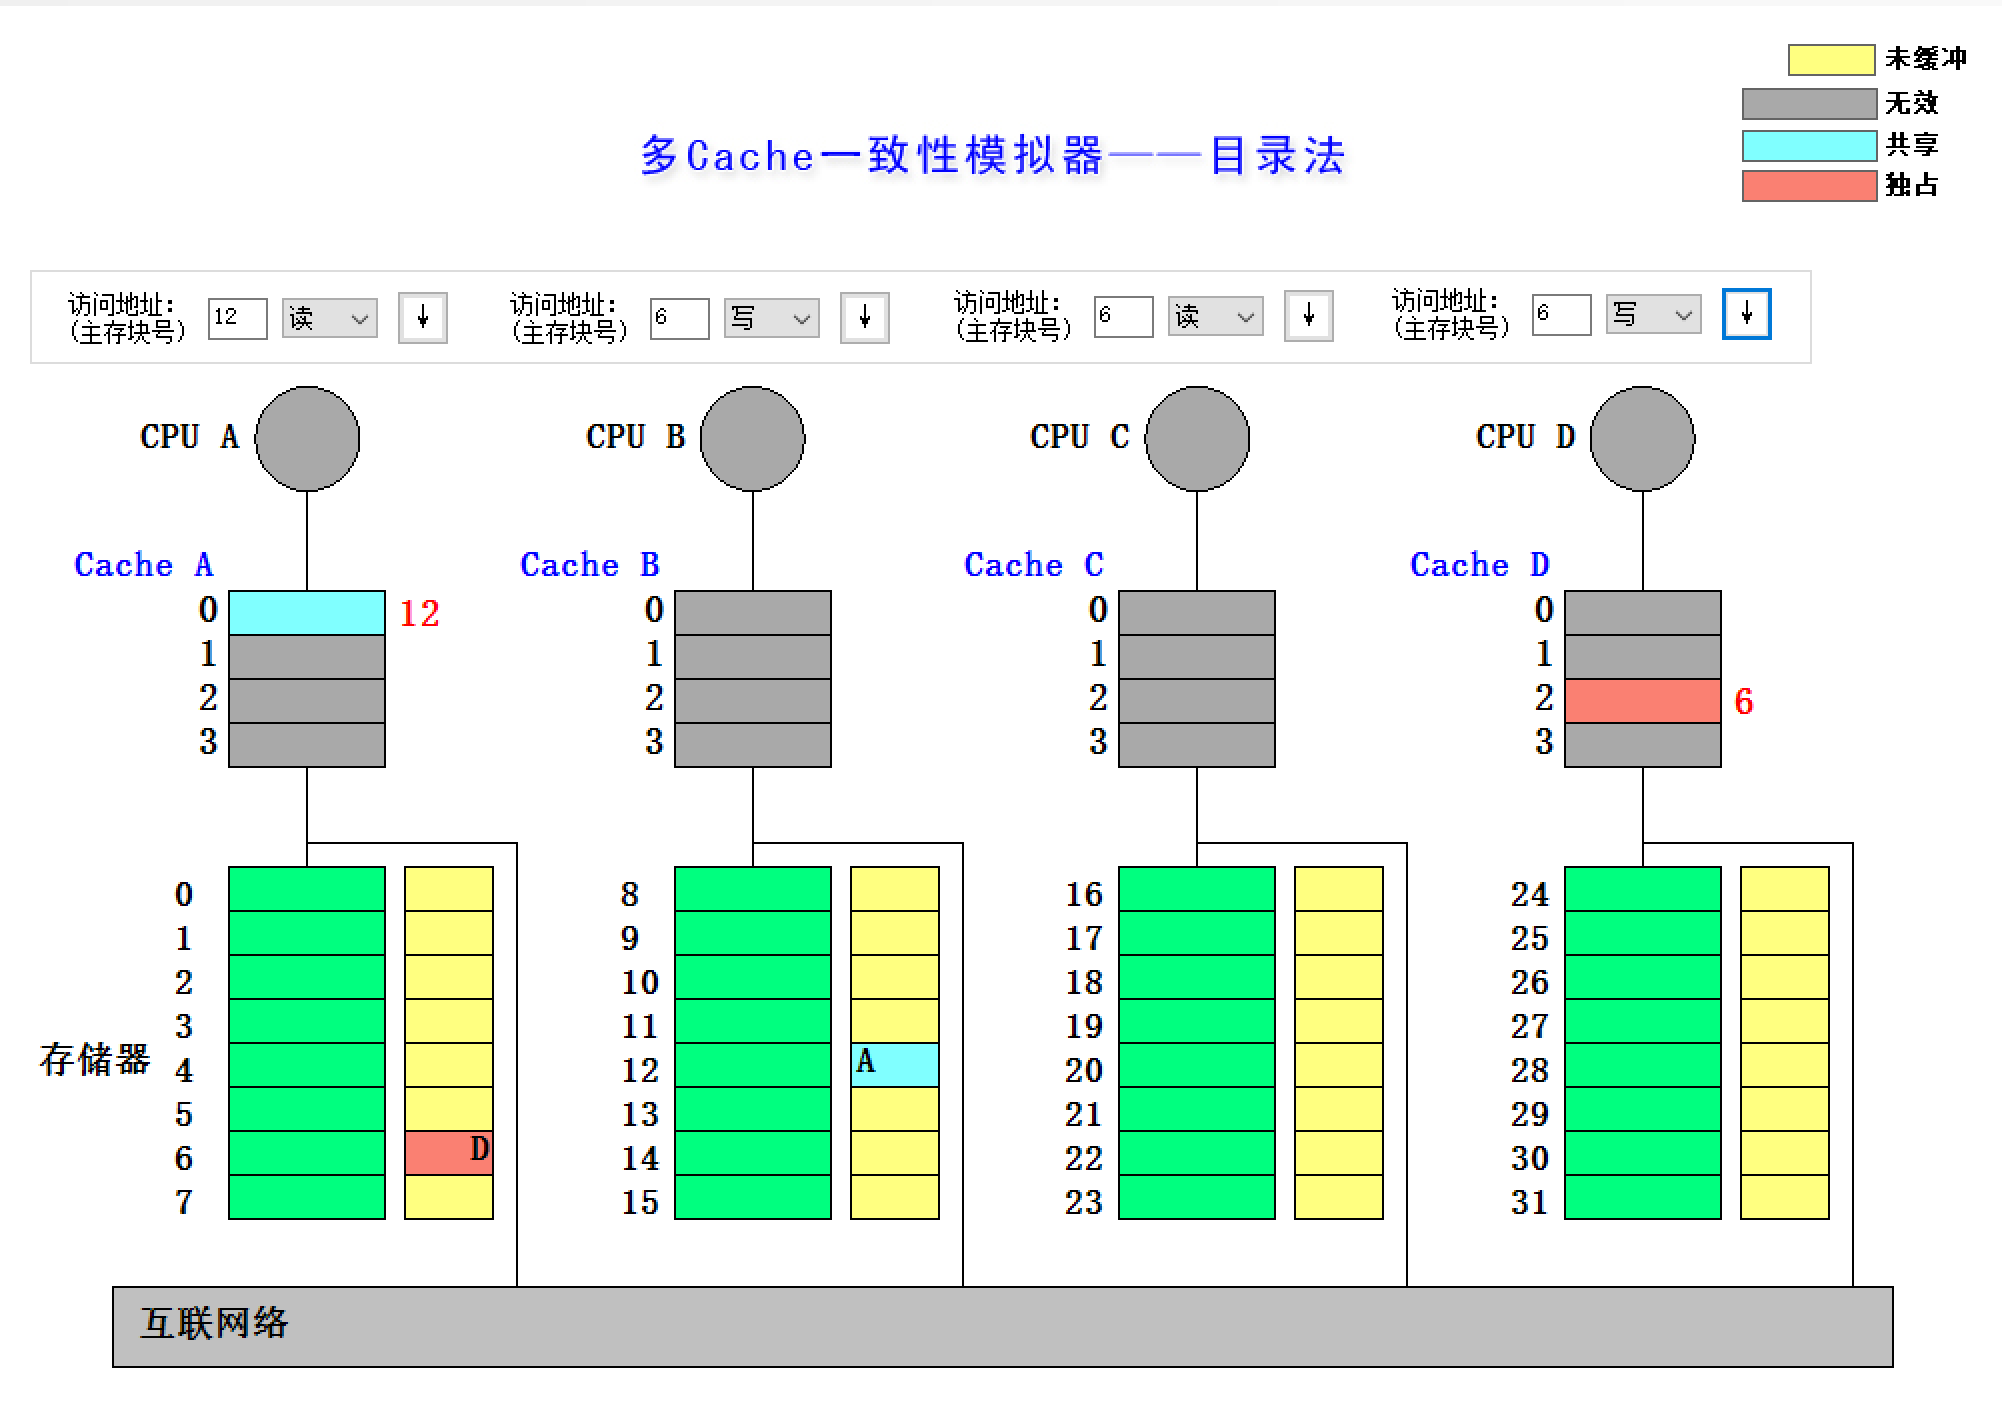 未缓冲
无效
共享
独占
多Cache一致性模拟器——目录法
访问地址:
(主存块号)
12
读
↓
访问地址:
(主存块号)
6
写
↓
访问地址:
(主存块号)
6
读
↓
访问地址:
(主存块号)
6
写
↓
CPU A
CPU B
CPU C
CPU D
Cache A
Cache B
Cache C
Cache D
0 12
1
2
3
0
1
2
3
0
1
2
3
0
1
2 6
3
存储器
0
1
2
3
4
5
6 D
7
8
9
10
11
12 A
13
14
15
16
17
18
19
20
21
22
23
24
25
26
27
28
29
30
31
互联网络